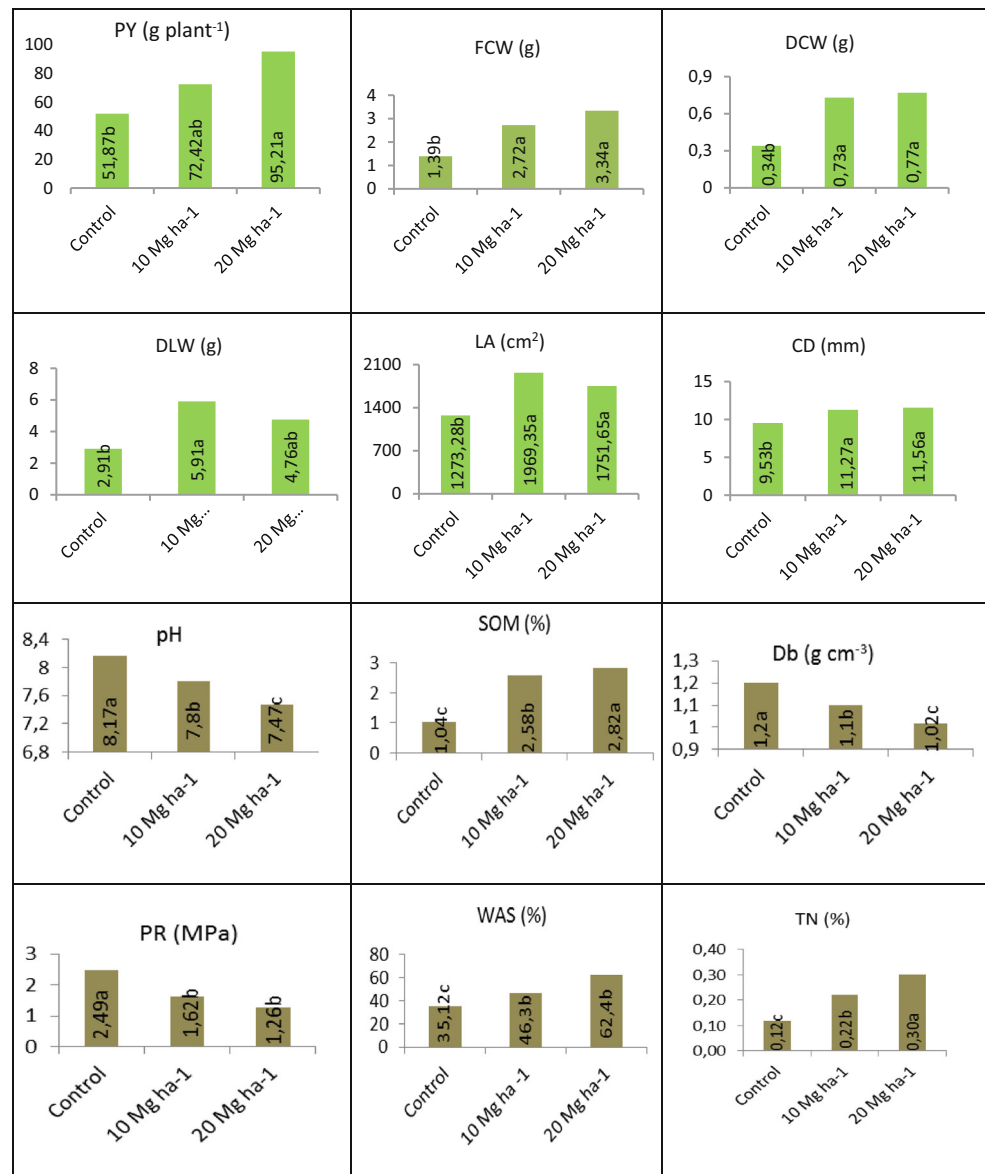 PY (g plant⁻¹)
100
80
60
40
20
0
51,87b
72,42ab
95,21a
Control
10 Mg ha-1
20 Mg ha-1
FCW (g)
4
3
2
1
0
1,39b
2,72a
3,34a
Control
10 Mg ha-1
20 Mg ha-1
DCW (g)
0,9
0,6
0,3
0
0,34b
0,73a
0,77a
Control
10 Mg ha-1
20 Mg ha-1
DLW (g)
8
6
4
2
0
2,91b
5,91a
4,76ab
Control
10 Mg...
20 Mg...
LA (cm²)
2100
1400
700
0
1273,28b
1969,35a
1751,65a
Control
10 Mg ha-1
20 Mg ha-1
CD (mm)
15
10
5
0
9,53b
11,27a
11,56a
Control
10 Mg ha-1
20 Mg ha-1
pH
8,4
8
7,6
7,2
6,8
8,17a
7,8b
7,47c
Control
10 Mg ha-1
20 Mg ha-1
SOM (%)
3
2
1
0
1,04c
2,58b
2,82a
Control
10 Mg ha-1
20 Mg ha-1
Db (g cm⁻³)
1,3
1,2
1,1
1
0,9
1,2a
1,1b
1,02c
Control
10 Mg ha-1
20 Mg ha-1
PR (MPa)
3
2
1
0
2,49a
1,62b
1,26b
Control
10 Mg ha-1
20 Mg ha-1
WAS (%)
80
60
40
20
0
35,12c
46,3b
62,4b
Control
10 Mg ha-1
20 Mg ha-1
TN (%)
0,40
0,30
0,20
0,10
0,00
0,12c
0,22b
0,30a
Control
10 Mg ha-1
20 Mg ha-1